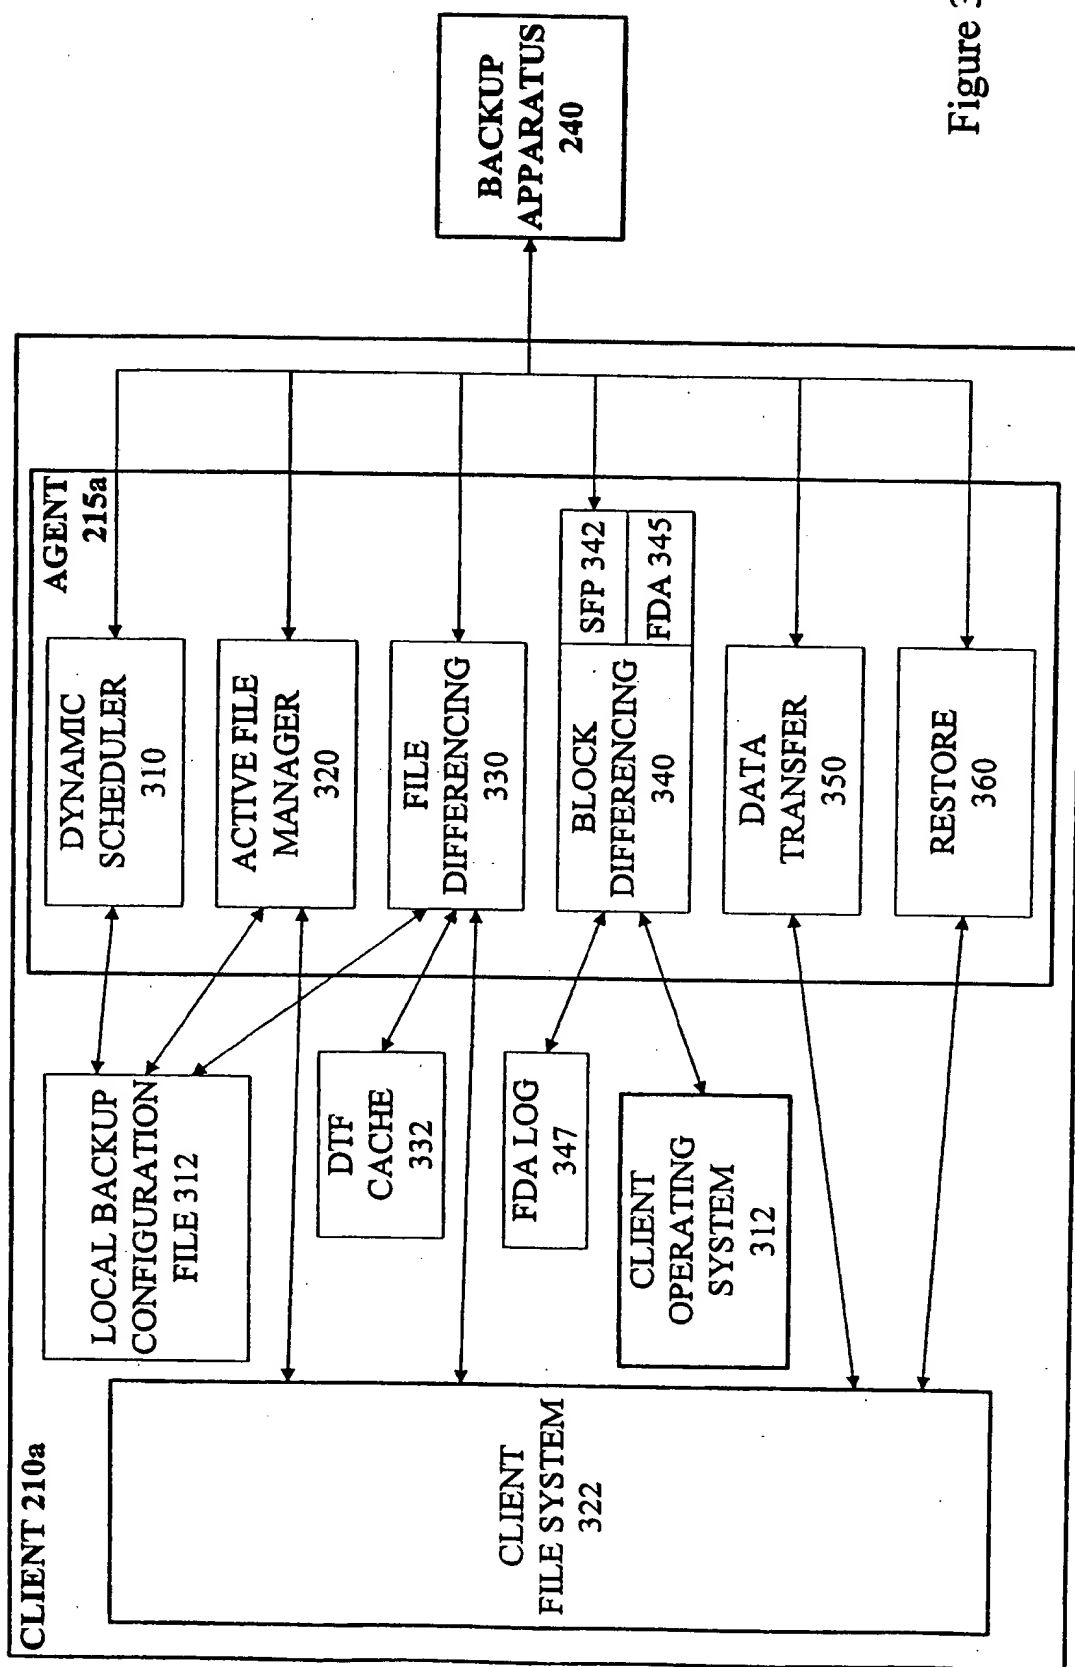 CLIENT 210a
CLIENT
FILE SYSTEM
322
LOCAL BACKUP
CONFIGURATION
FILE 312
DTF
CACHE
332
FDA LOG
347
CLIENT
OPERATING
SYSTEM
312
AGENT
215a
DYNAMIC
SCHEDULER
310
ACTIVE FILE
MANAGER
320
FILE
DIFFERENCING
330
BLOCK
DIFFERENCING
340
SFP 342
FDA 345
DATA
TRANSFER
350
RESTORE
360
BACKUP
APPARATUS
240
Figure 3